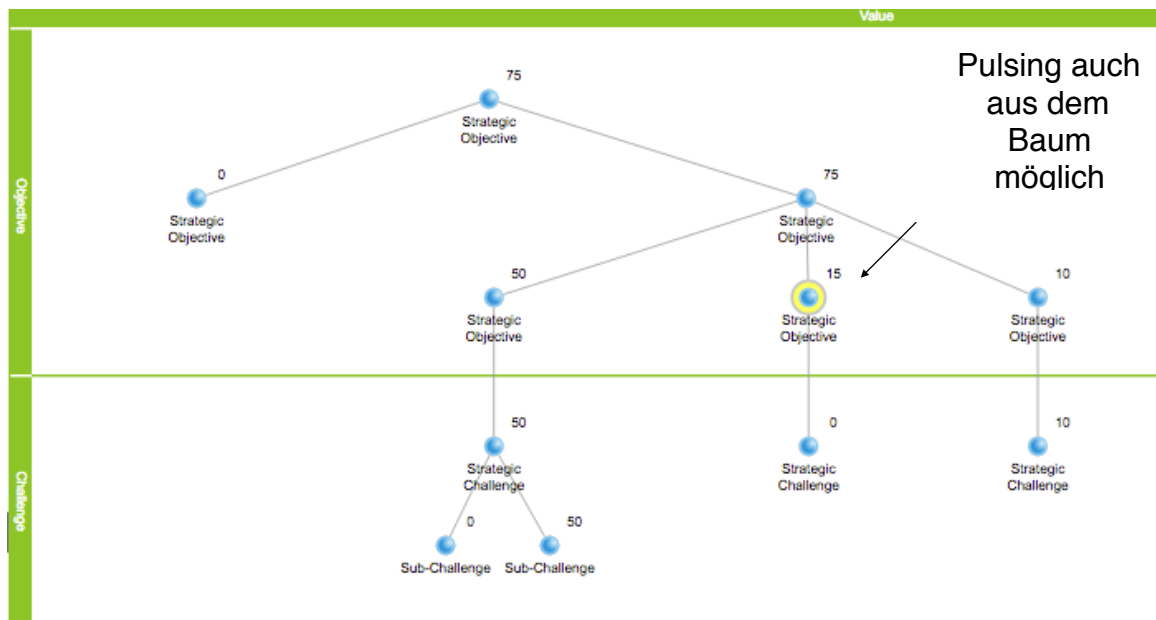 Value
Pulsing auch
aus dem
Baum
möglich
Objective
75
Strategic
Objective
0
Strategic
Objective
75
Strategic
Objective
50
Strategic
Objective
15
Strategic
Objective
10
Strategic
Objective
Challenge
50
Strategic
Challenge
0
Strategic
Challenge
10
Strategic
Challenge
0
Sub-Challenge
50
Sub-Challenge